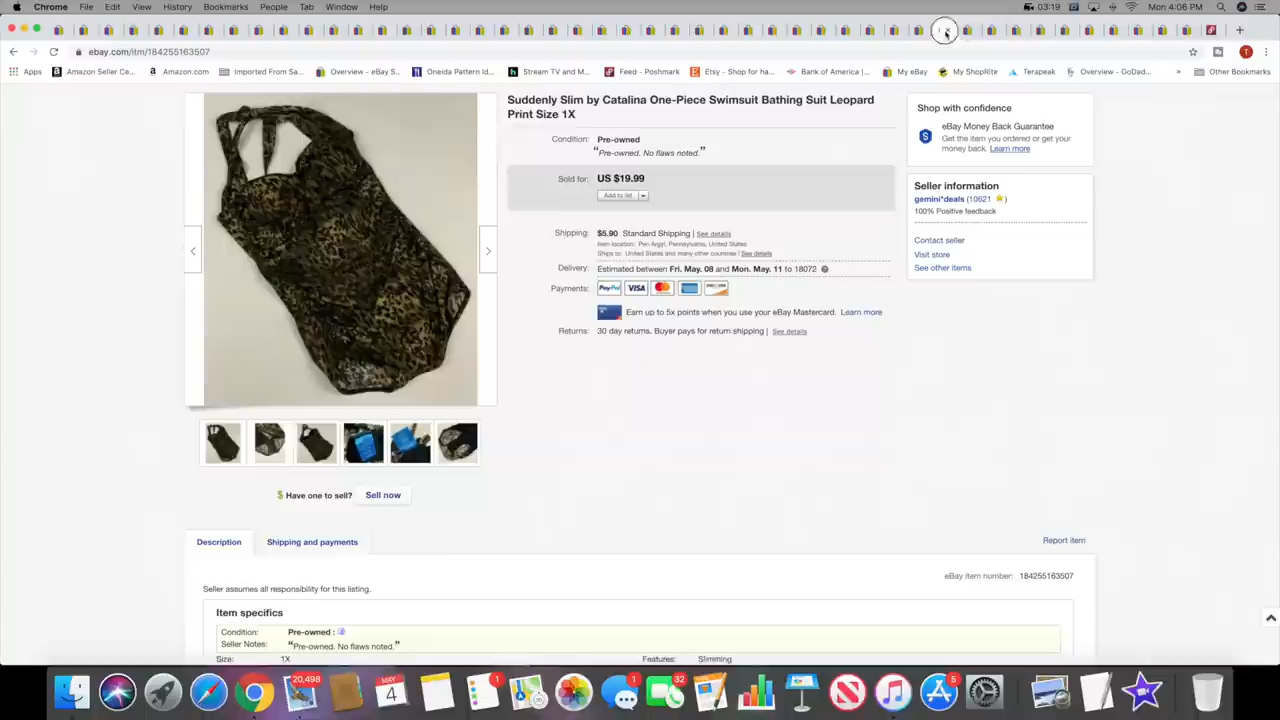 Chrome File Edit View History Bookmarks People Tab Window Help 03:19 Mon 4:06 PM
ebay.com/itm/184255163507 T
Apps Amazon Seller Ce... Amazon.com Imported From Sa... Overview - eBay S... Oneida Pattern Id... Stream TV and M... Feed - Poshmark Etsy - Shop for ha... Bank of America |... My eBay My ShopRite Terapeak Overview - GoDad... » Other Bookmarks
Suddenly Slim by Catalina One-Piece Swimsuit Bathing Suit Leopard
Print Size 1X
Condition: Pre-owned
“Pre-owned. No flaws noted.”
Sold for: US $19.99
Add to list
Shipping: $5.90 Standard Shipping | See details
Item location: Pen Argyl, Pennsylvania, United States
Ships to: United States and many other countries | See details
Delivery: Estimated between Fri. May. 08 and Mon. May. 11 to 18072
Payments: PayPal VISA
Earn up to 5x points when you use your eBay Mastercard. Learn more
Returns: 30 day returns. Buyer pays for return shipping | See details
Shop with confidence
eBay Money Back Guarantee
Get the item you ordered or get your
money back. Learn more
Seller information
gemini*deals (10621 )
100% Positive feedback
Contact seller
Visit store
See other items
$ Have one to sell? Sell now
Description Shipping and payments Report item
eBay item number: 184255163507
Seller assumes all responsibility for this listing.
Item specifics
Condition: Pre-owned :
Seller Notes: “Pre-owned. No flaws noted.”
Size: 1X Features: Slimming
MAY
4
20,498
1
1
32
5